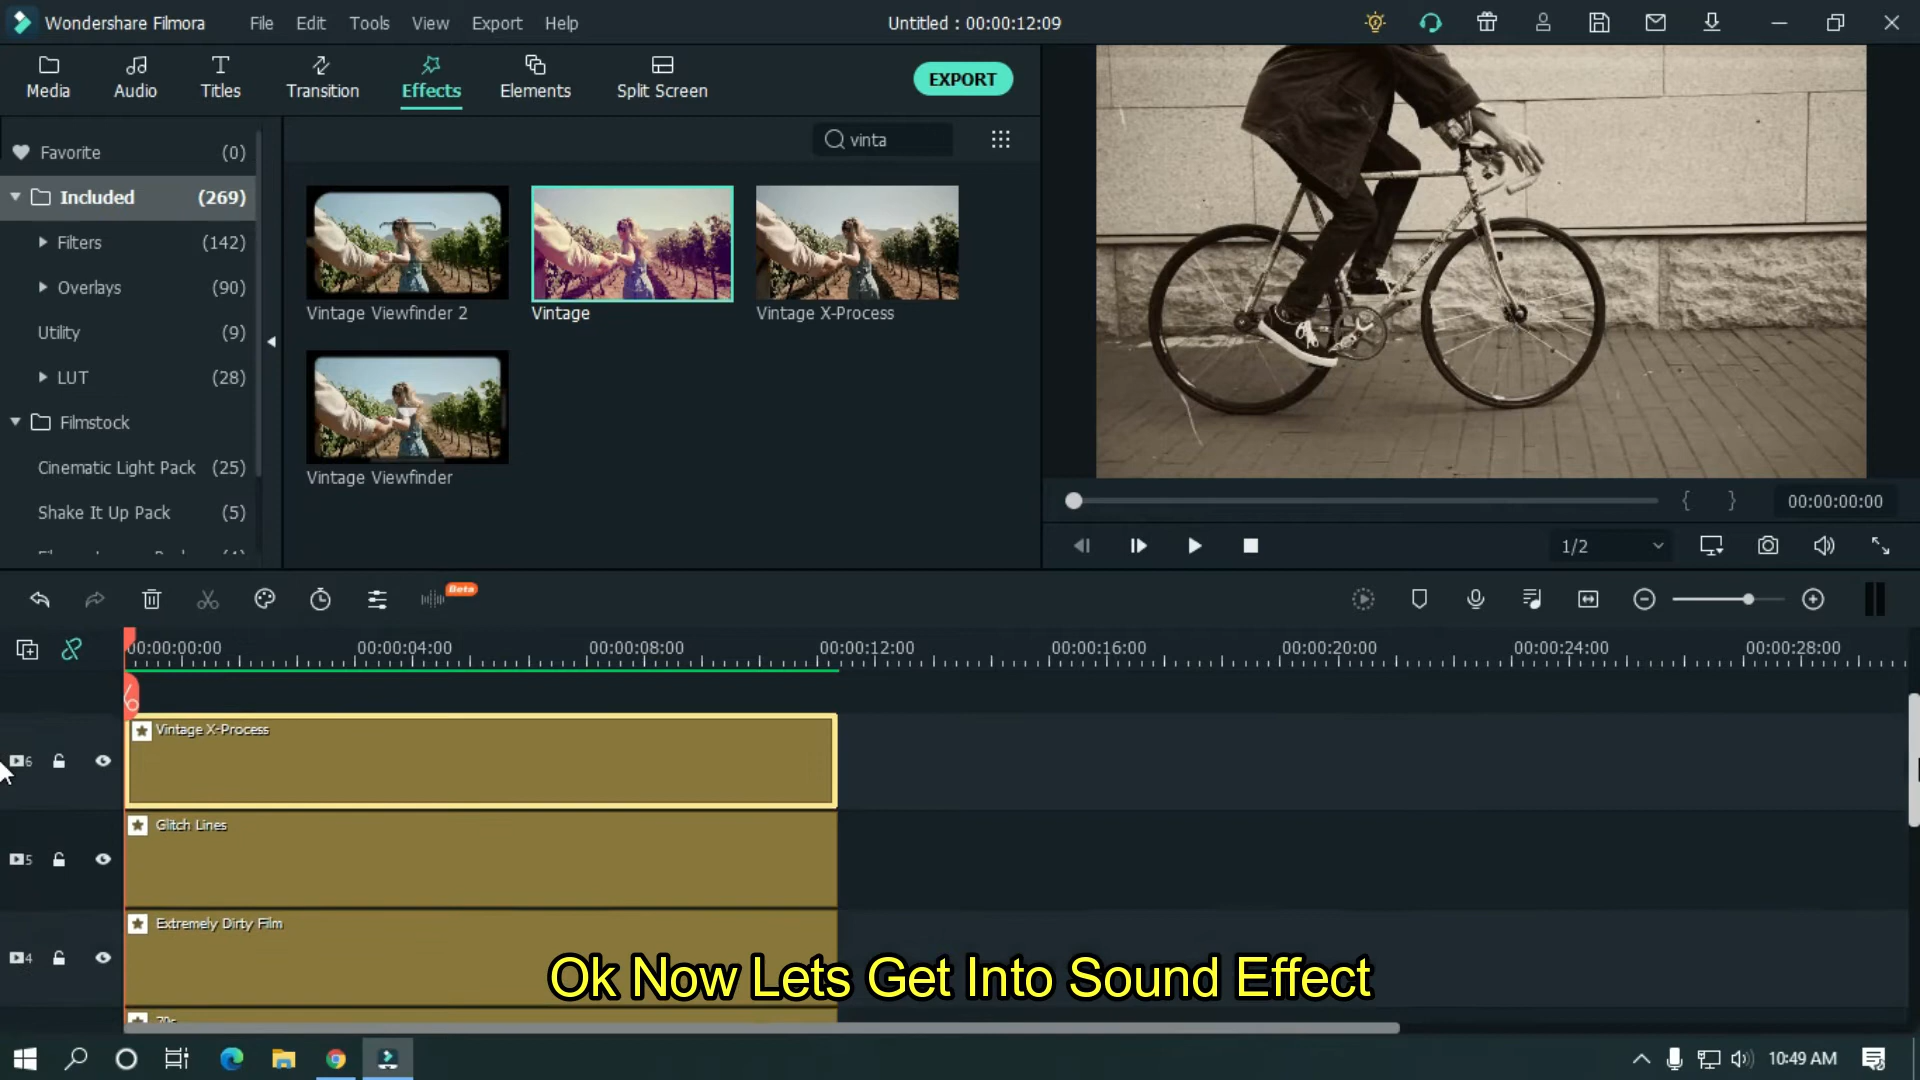 Wondershare Filmora File Edit Tools View Export Help Untitled : 00:00:12:09
Media Audio Titles Transition Effects Elements Split Screen EXPORT
vinta
Favorite (0)
Included (269)
Filters (142)
Overlays (90)
Utility (9)
LUT (28)
Filmstock
Cinematic Light Pack (25)
Shake It Up Pack (5)
Vintage Viewfinder 2 Vintage Vintage X-Process
Vintage Viewfinder
{ } 00:00:00:00
1/2
Beta
00:00:00:00 00:00:04:00 00:00:08:00 00:00:12:00 00:00:16:00 00:00:20:00 00:00:24:00 00:00:28:00
Vintage X-Process
6
Glitch Lines
5
Extremely Dirty Film
4
Ok Now Lets Get Into Sound Effect
10:49 AM